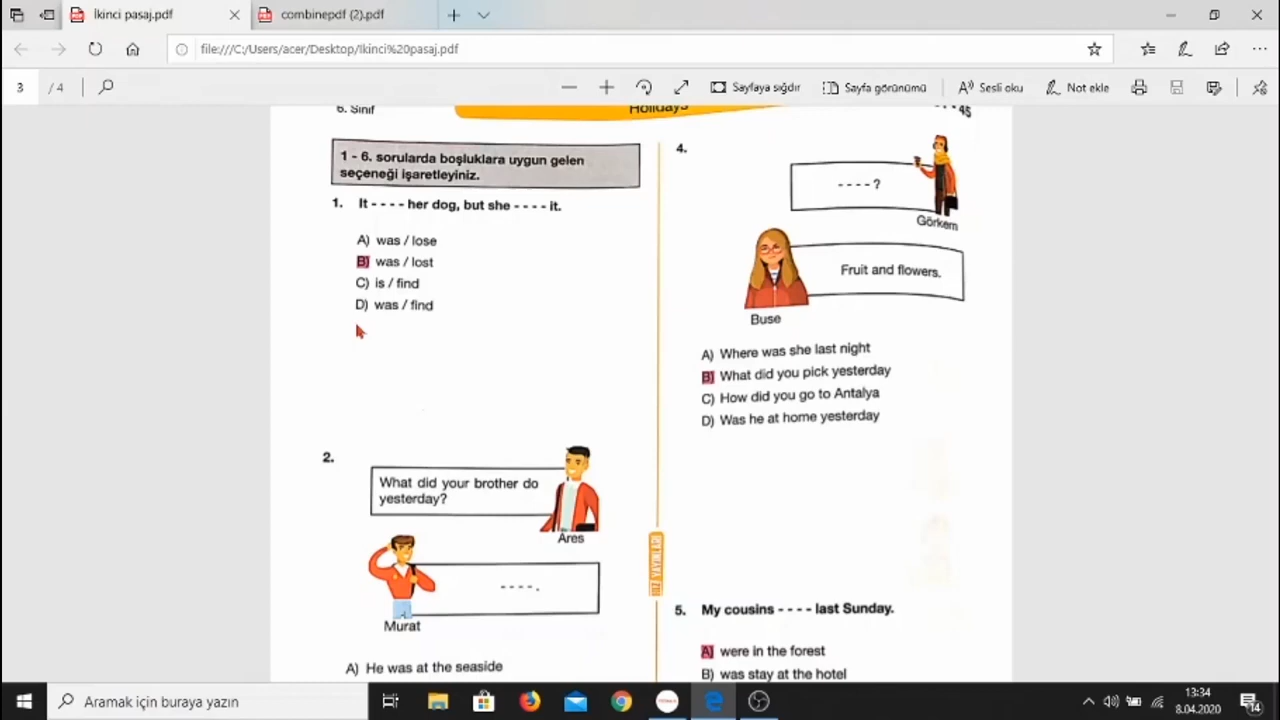 İkinci pasaj.pdf
combinepdf (2).pdf
file:///C:/Users/acer/Desktop/Ikinci%20pasaj.pdf
3 / 4
Sayfaya sığdır
Sayfa görünümü
Sesli oku
Not ekle
6. Sınıf
Holidays
45
1 - 6. sorularda boşluklara uygun gelen
seçeneği işaretleyiniz.
1. It - - - - her dog, but she - - - - it.
A) was / lose
B) was / lost
C) is / find
D) was / find
2.
What did your brother do
yesterday?
Ares
- - - - .
Murat
A) He was at the seaside
4.
- - - - ?
Görkem
Fruit and flowers.
Buse
A) Where was she last night
B) What did you pick yesterday
C) How did you go to Antalya
D) Was he at home yesterday
YAYINLARI
5. My cousins - - - - last Sunday.
A) were in the forest
B) was stay at the hotel
Aramak için buraya yazın
13:34
8.04.2020
14